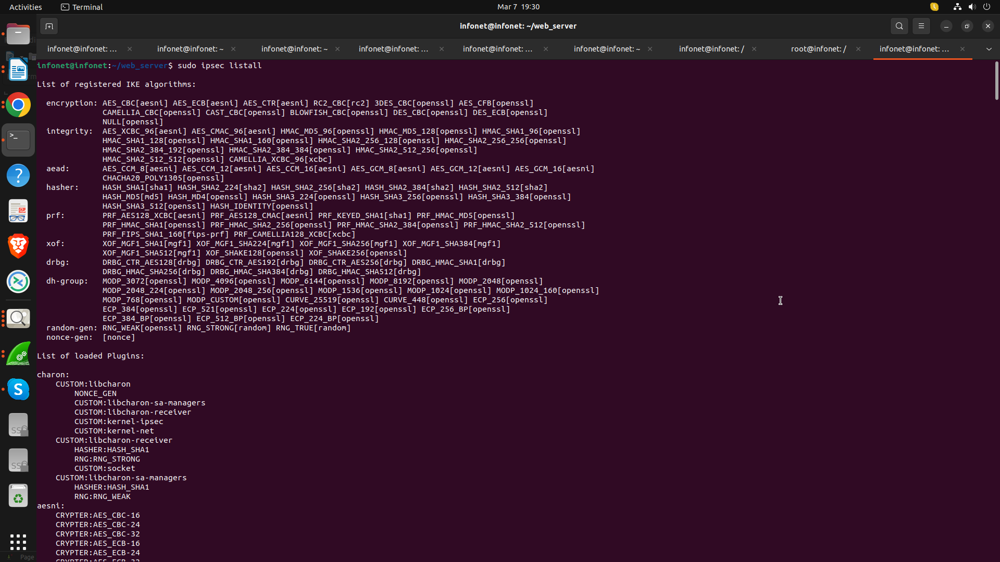 Activities
Terminal
Mar 7 19:30
infonet@infonet: ~/web_server
infonet@infonet: ...
infonet@infonet: ~
infonet@infonet: ~
infonet@infonet: ...
infonet@infonet: ...
infonet@infonet: ~
infonet@infonet: /
root@infonet: /
infonet@infonet: ...
infonet@infonet:~/web_server$ sudo ipsec listall
List of registered IKE algorithms:
encryption: AES_CBC[aesni] AES_ECB[aesni] AES_CTR[aesni] RC2_CBC[rc2] 3DES_CBC[openssl] AES_CFB[openssl]
CAMELLIA_CBC[openssl] CAST_CBC[openssl] BLOWFISH_CBC[openssl] DES_CBC[openssl] DES_ECB[openssl]
NULL[openssl]
integrity: AES_XCBC_96[aesni] AES_CMAC_96[aesni] HMAC_MD5_96[openssl] HMAC_MD5_128[openssl] HMAC_SHA1_96[openssl]
HMAC_SHA1_128[openssl] HMAC_SHA1_160[openssl] HMAC_SHA2_256_128[openssl] HMAC_SHA2_256_256[openssl]
HMAC_SHA2_384_192[openssl] HMAC_SHA2_384_384[openssl] HMAC_SHA2_512_256[openssl]
HMAC_SHA2_512_512[openssl] CAMELLIA_XCBC_96[xcbc]
aead: AES_CCM_8[aesni] AES_CCM_12[aesni] AES_CCM_16[aesni] AES_GCM_8[aesni] AES_GCM_12[aesni] AES_GCM_16[aesni]
CHACHA20_POLY1305[openssl]
hasher: HASH_SHA1[sha1] HASH_SHA2_224[sha2] HASH_SHA2_256[sha2] HASH_SHA2_384[sha2] HASH_SHA2_512[sha2]
HASH_MD5[md5] HASH_MD4[openssl] HASH_SHA3_224[openssl] HASH_SHA3_256[openssl] HASH_SHA3_384[openssl]
HASH_SHA3_512[openssl] HASH_IDENTITY[openssl]
prf: PRF_AES128_XCBC[aesni] PRF_AES128_CMAC[aesni] PRF_KEYED_SHA1[sha1] PRF_HMAC_MD5[openssl]
PRF_HMAC_SHA1[openssl] PRF_HMAC_SHA2_256[openssl] PRF_HMAC_SHA2_384[openssl] PRF_HMAC_SHA2_512[openssl]
PRF_FIPS_SHA1_160[fips-prf] PRF_CAMELLIA128_XCBC[xcbc]
xof: XOF_MGF1_SHA1[mgf1] XOF_MGF1_SHA224[mgf1] XOF_MGF1_SHA256[mgf1] XOF_MGF1_SHA384[mgf1]
XOF_MGF1_SHA512[mgf1] XOF_SHAKE128[openssl] XOF_SHAKE256[openssl]
drbg: DRBG_CTR_AES128[drbg] DRBG_CTR_AES192[drbg] DRBG_CTR_AES256[drbg] DRBG_HMAC_SHA1[drbg]
DRBG_HMAC_SHA256[drbg] DRBG_HMAC_SHA384[drbg] DRBG_HMAC_SHA512[drbg]
dh-group: MODP_3072[openssl] MODP_4096[openssl] MODP_6144[openssl] MODP_8192[openssl] MODP_2048[openssl]
MODP_2048_224[openssl] MODP_2048_256[openssl] MODP_1536[openssl] MODP_1024[openssl] MODP_1024_160[openssl]
MODP_768[openssl] MODP_CUSTOM[openssl] CURVE_25519[openssl] CURVE_448[openssl] ECP_256[openssl]
ECP_384[openssl] ECP_521[openssl] ECP_224[openssl] ECP_192[openssl] ECP_256_BP[openssl]
ECP_384_BP[openssl] ECP_512_BP[openssl] ECP_224_BP[openssl]
random-gen: RNG_WEAK[openssl] RNG_STRONG[random] RNG_TRUE[random]
nonce-gen: [nonce]
List of loaded Plugins:
charon:
CUSTOM:libcharon
NONCE_GEN
CUSTOM:libcharon-sa-managers
CUSTOM:libcharon-receiver
CUSTOM:kernel-ipsec
CUSTOM:kernel-net
CUSTOM:libcharon-receiver
HASHER:HASH_SHA1
RNG:RNG_STRONG
CUSTOM:socket
CUSTOM:libcharon-sa-managers
HASHER:HASH_SHA1
RNG:RNG_WEAK
aesni:
CRYPTER:AES_CBC-16
CRYPTER:AES_CBC-24
CRYPTER:AES_CBC-32
CRYPTER:AES_ECB-16
CRYPTER:AES_ECB-24
CRYPTER:AES_ECB-32
Page